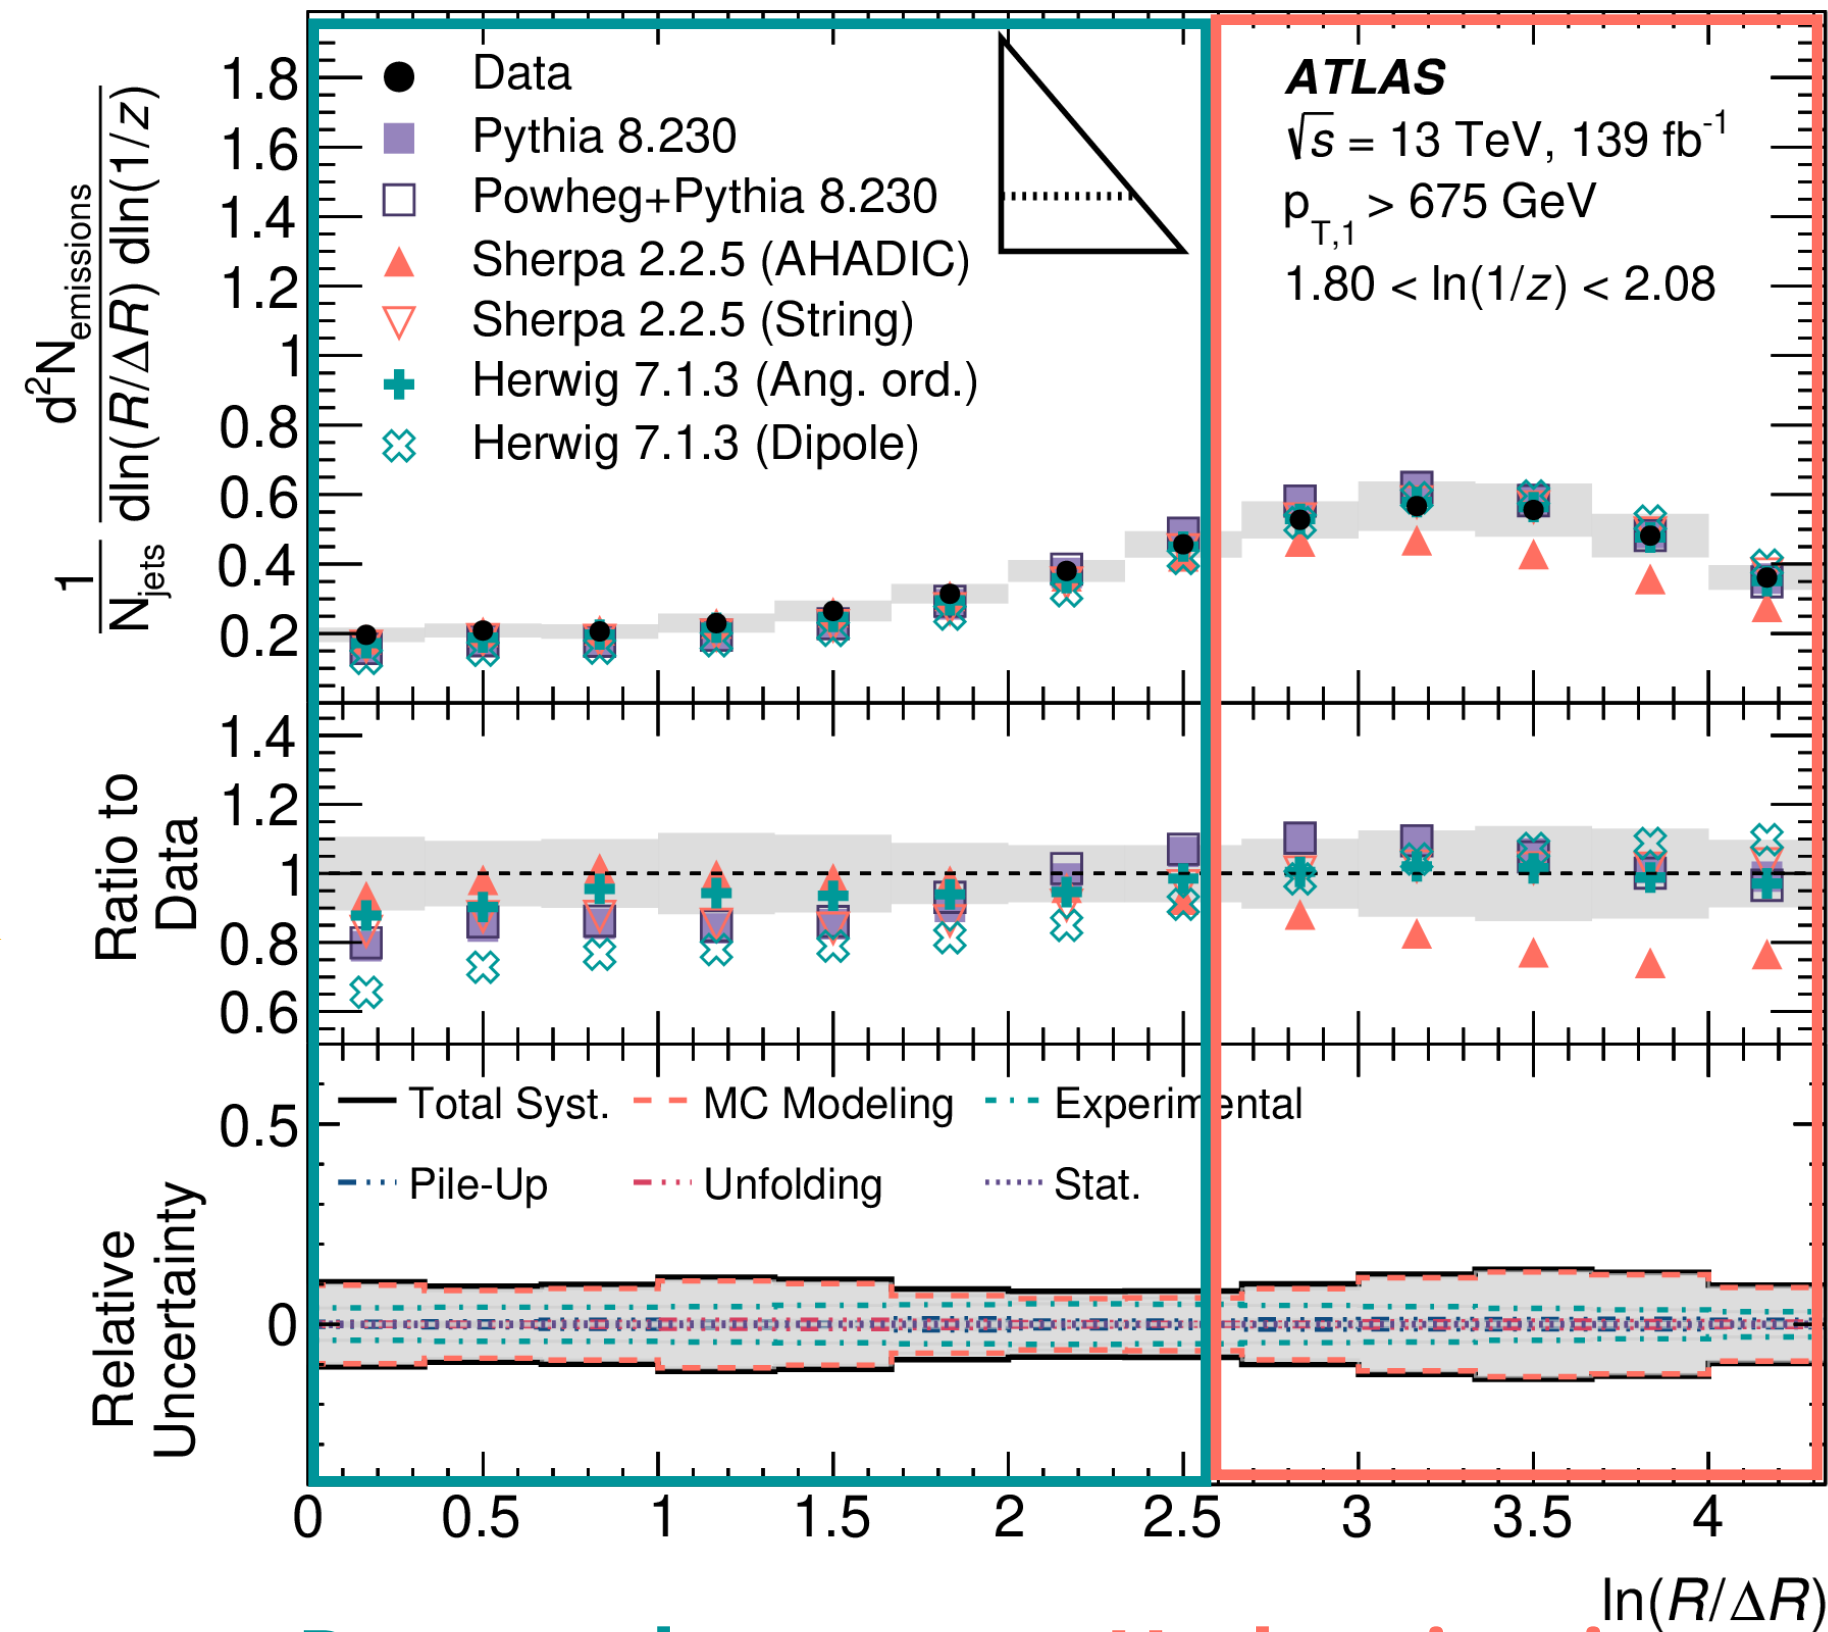 1.8
1.6
1.4
1.2
1
0.8
0.6
0.4
0.2
1 d²N_emissions
N_jets dln(R/ΔR) dln(1/z)
Data
Pythia 8.230
Powheg+Pythia 8.230
Sherpa 2.2.5 (AHADIC)
Sherpa 2.2.5 (String)
Herwig 7.1.3 (Ang. ord.)
Herwig 7.1.3 (Dipole)
ATLAS
√s = 13 TeV, 139 fb⁻¹
p_T,1 > 675 GeV
1.80 < ln(1/z) < 2.08
Ratio to
Data
1.4
1.2
1
0.8
0.6
Relative
Uncertainty
0.5
0
Total Syst. MC Modeling Experimental
Pile-Up Unfolding Stat.
0 0.5 1 1.5 2 2.5 3 3.5 4
ln(R/ΔR)